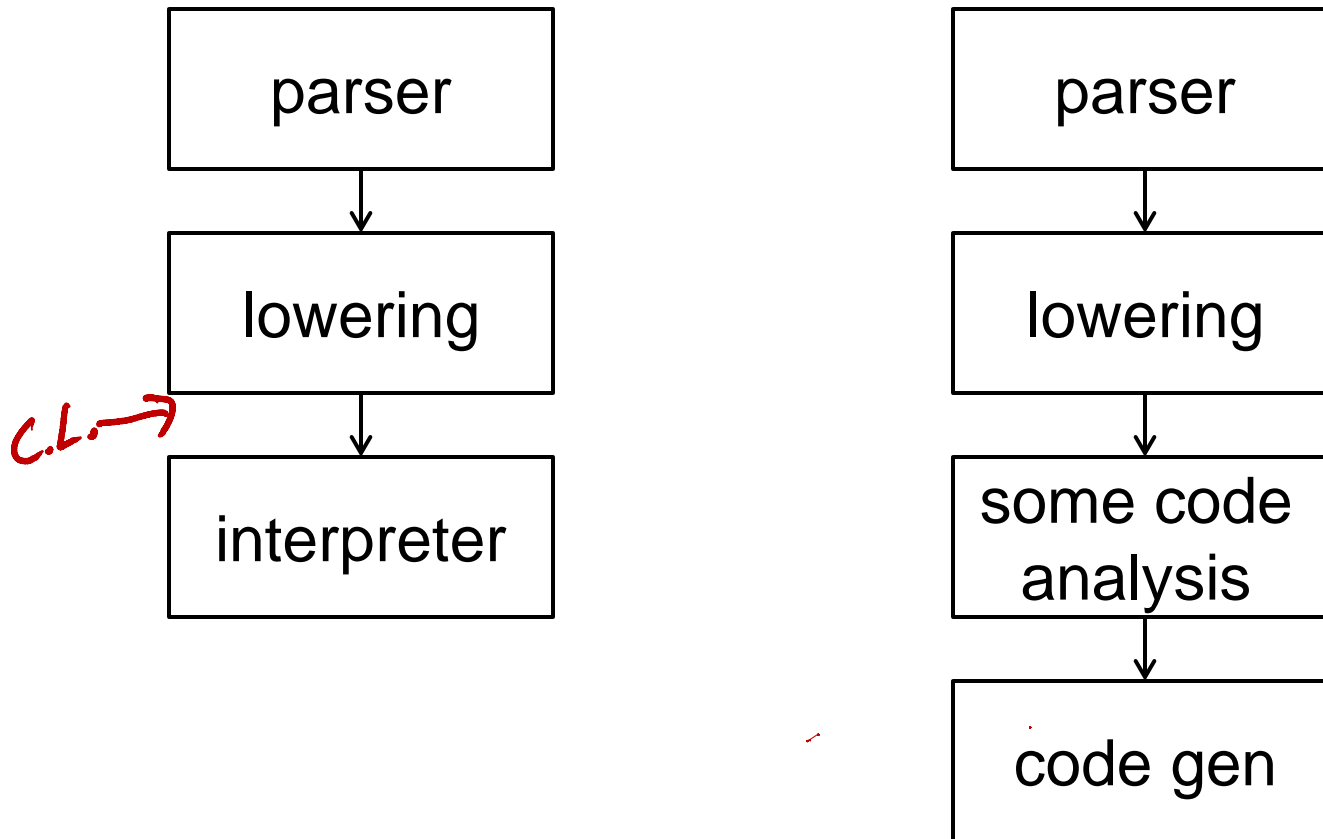 parser
lowering
C.L.
interpreter
parser
lowering
some code
analysis
code gen